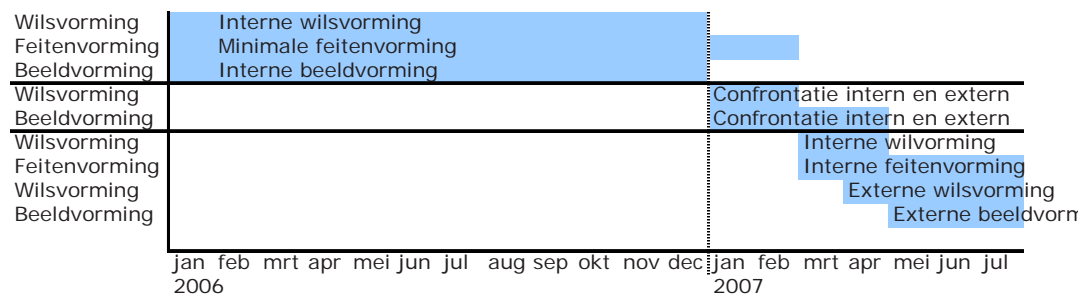 Wilsvorming Interne wilsvorming
Feitenvorming Minimale feitenvorming
Beeldvorming Interne beeldvorming
Wilsvorming Confrontatie intern en extern
Beeldvorming Confrontatie intern en extern
Wilsvorming Interne wilvorming
Feitenvorming Interne feitenvorming
Wilsvorming Externe wilsvorming
Beeldvorming Externe beeldvorm
jan feb mrt apr mei jun jul aug sep okt nov dec jan feb mrt apr mei jun jul
2006 2007